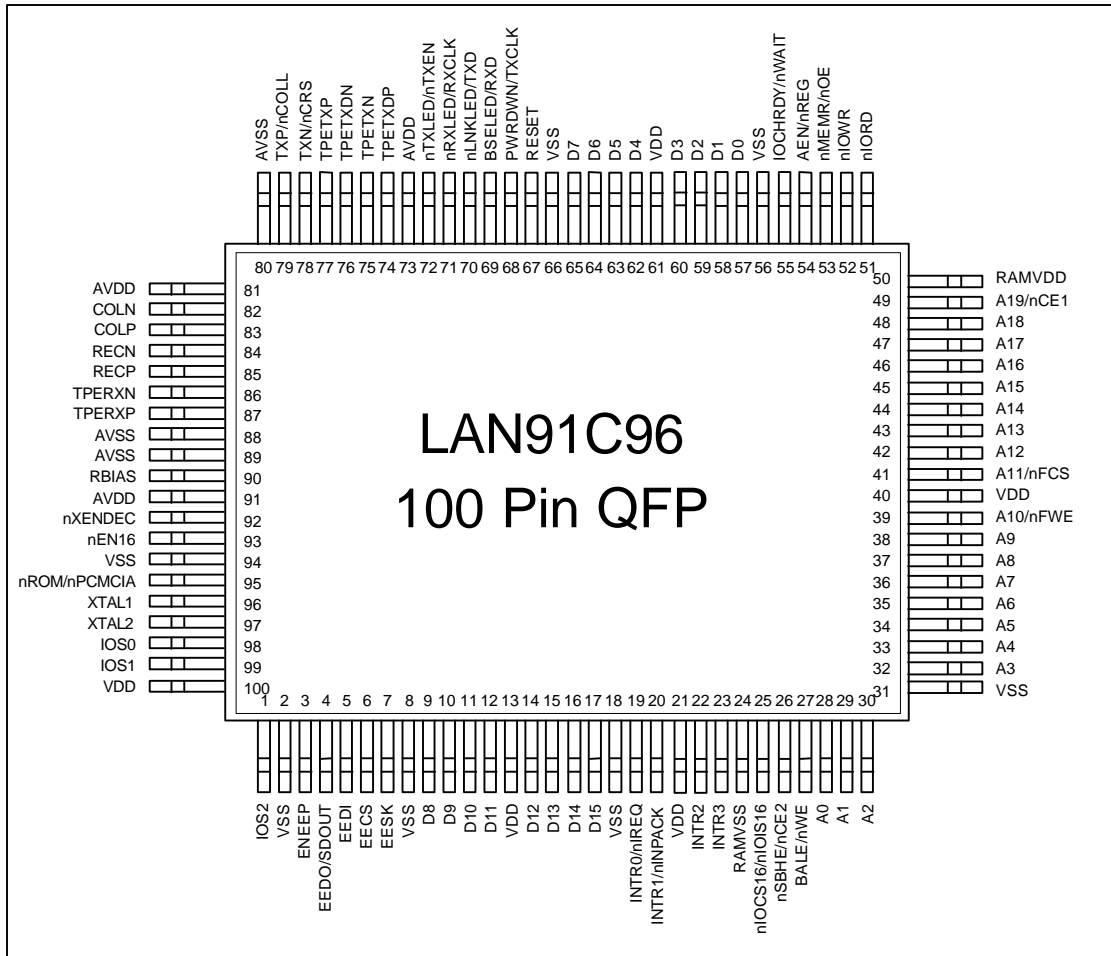 AVSS
TXP/nCOLL
TXN/nCRS
TPETXP
TPETXDN
TPETXN
TPETXDP
AVDD
nTXLED/nTXEN
nRXLED/RXCLK
nLNKLED/TXD
BSELED/RXD
PWRDWN/TXCLK
RESET
VSS
D7
D6
D5
D4
VDD
D3
D2
D1
D0
VSS
IOCHRDY/nWAIT
AEN/nREG
nMEMR/nOE
nIOWR
nIORD
80 79 78 77 76 75 74 73 72 71 70 69 68 67 66 65 64 63 62 61 60 59 58 57 56 55 54 53 52 51
AVDD 81
COLN 82
COLP 83
RECN 84
RECP 85
TPERXN 86
TPERXP 87
AVSS 88
AVSS 89
RBIAS 90
AVDD 91
nXENDEC 92
nEN16 93
VSS 94
nROM/nPCMCIA 95
XTAL1 96
XTAL2 97
IOS0 98
IOS1 99
VDD 100
LAN91C96
100 Pin QFP
50 RAMVDD
49 A19/nCE1
48 A18
47 A17
46 A16
45 A15
44 A14
43 A13
42 A12
41 A11/nFCS
40 VDD
39 A10/nFWE
38 A9
37 A8
36 A7
35 A6
34 A5
33 A4
32 A3
31 VSS
1 2 3 4 5 6 7 8 9 10 11 12 13 14 15 16 17 18 19 20 21 22 23 24 25 26 27 28 29 30
IOS2
VSS
ENEEP
EEDO/SDOUT
EEDI
EECS
EESK
VSS
D8
D9
D10
D11
VDD
D12
D13
D14
D15
VSS
INTR0/nIREQ
INTR1/nINPACK
VDD
INTR2
INTR3
RAMVSS
nIOCS16/nIOIS16
nSBHE/nCE2
BALE/nWE
A0
A1
A2